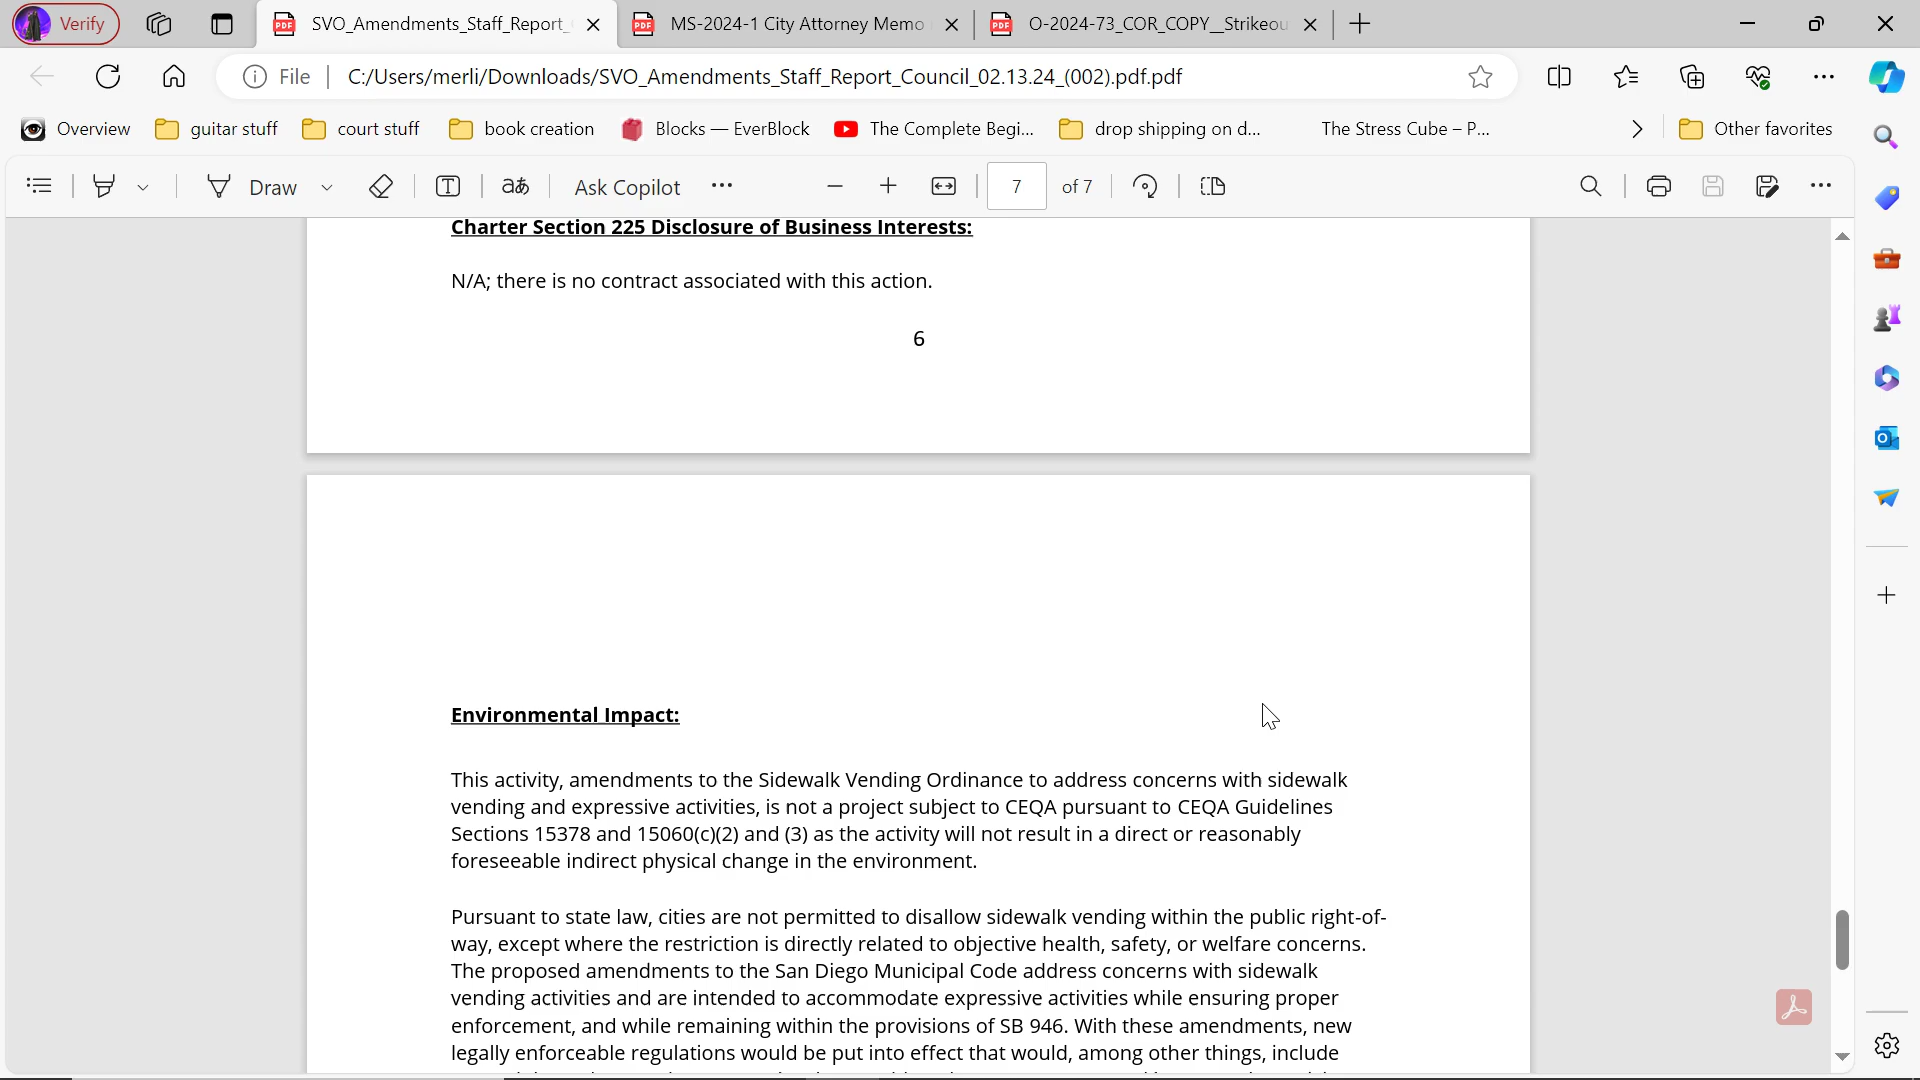 Verify
SVO_Amendments_Staff_Report_
MS-2024-1 City Attorney Memo
O-2024-73_COR_COPY__Strikeou
File
C:/Users/merli/Downloads/SVO_Amendments_Staff_Report_Council_02.13.24_(002).pdf.pdf
Overview
guitar stuff
court stuff
book creation
Blocks — EverBlock
The Complete Begi...
drop shipping on d...
The Stress Cube – P...
Other favorites
Draw
aあ
Ask Copilot
7
of 7
Charter Section 225 Disclosure of Business Interests:
N/A; there is no contract associated with this action.
6
Environmental Impact:
This activity, amendments to the Sidewalk Vending Ordinance to address concerns with sidewalk
vending and expressive activities, is not a project subject to CEQA pursuant to CEQA Guidelines
Sections 15378 and 15060(c)(2) and (3) as the activity will not result in a direct or reasonably
foreseeable indirect physical change in the environment.
Pursuant to state law, cities are not permitted to disallow sidewalk vending within the public right-of-
way, except where the restriction is directly related to objective health, safety, or welfare concerns.
The proposed amendments to the San Diego Municipal Code address concerns with sidewalk
vending activities and are intended to accommodate expressive activities while ensuring proper
enforcement, and while remaining within the provisions of SB 946. With these amendments, new
legally enforceable regulations would be put into effect that would, among other things, include